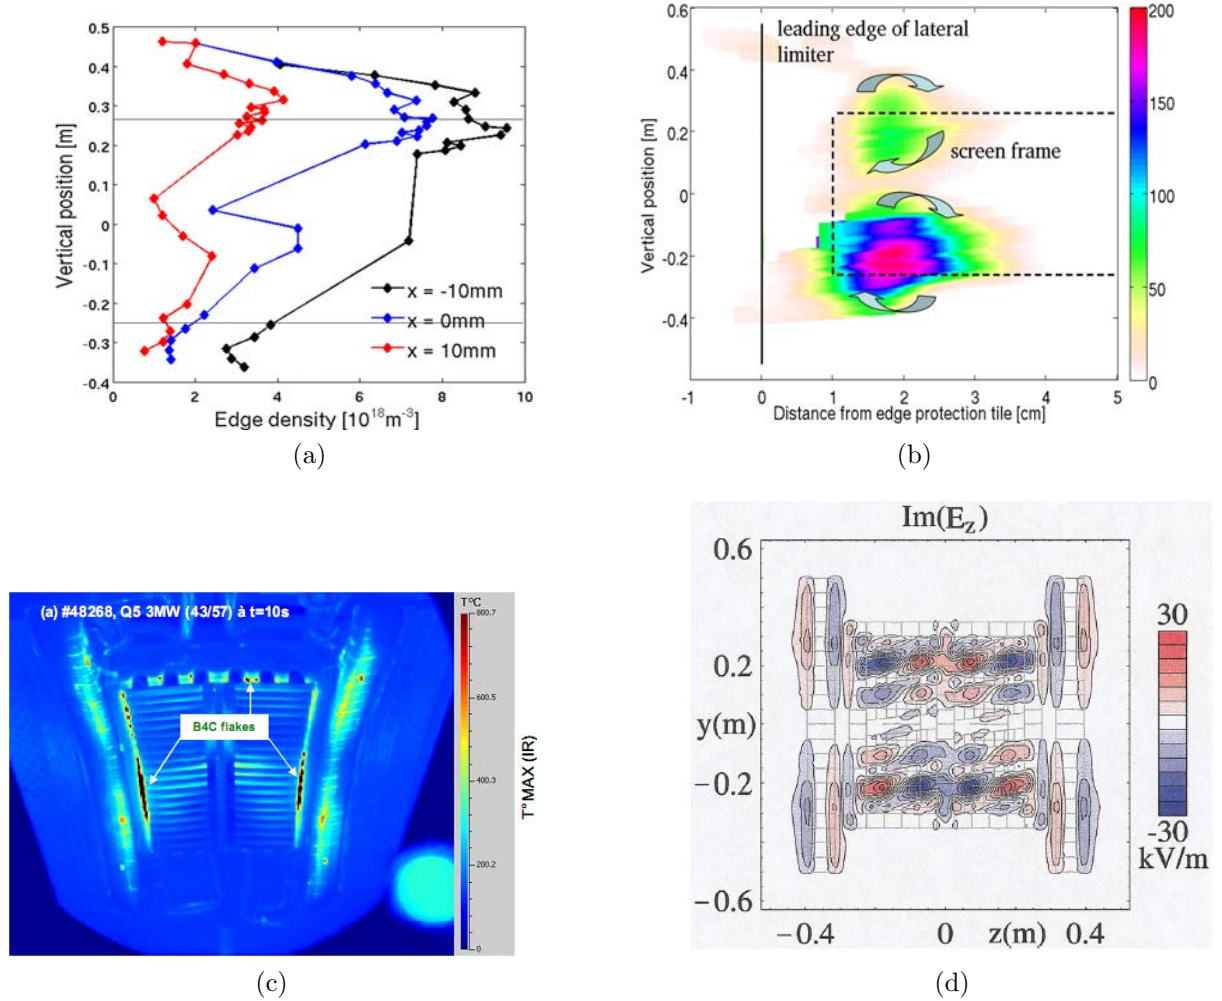 0.5
0.4
0.3
0.2
0.1
0
-0.1
-0.2
-0.3
-0.4
Vertical position [m]
0 2 4 6 8 10
Edge density [10^18 m^-3]
x = -10mm
x = 0mm
x = 10mm
(a)
0.6
0.4
0.2
0
-0.2
-0.4
Vertical position [m]
leading edge of lateral
limiter
screen frame
-1 0 1 2 3 4 5
Distance from edge protection tile [cm]
200
150
100
50
0
(b)
(a) #48268, Q5 3MW (43/57) à t=10s
B4C flakes
T°C
800.7
600.5
400.3
200.2
0
T°MAX (IR)
(c)
Im(E_z)
0.6
0.2
y(m)
-0.2
-0.6
-0.4 0 z(m) 0.4
30
-30
kV/m
(d)